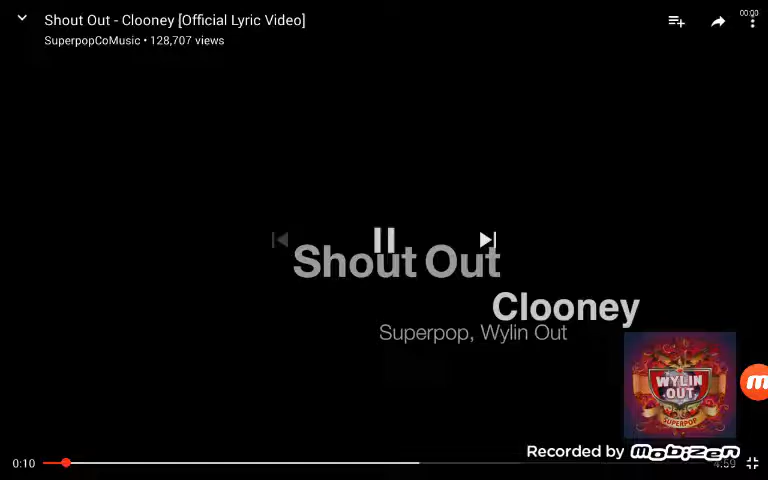 Shout Out - Clooney [Official Lyric Video]
00:00
SuperpopCoMusic • 128,707 views
Shout Out
Clooney
Superpop, Wylin Out
WYLIN
OUT
SUPERPOP
Recorded by Mobizen
0:10
4:59